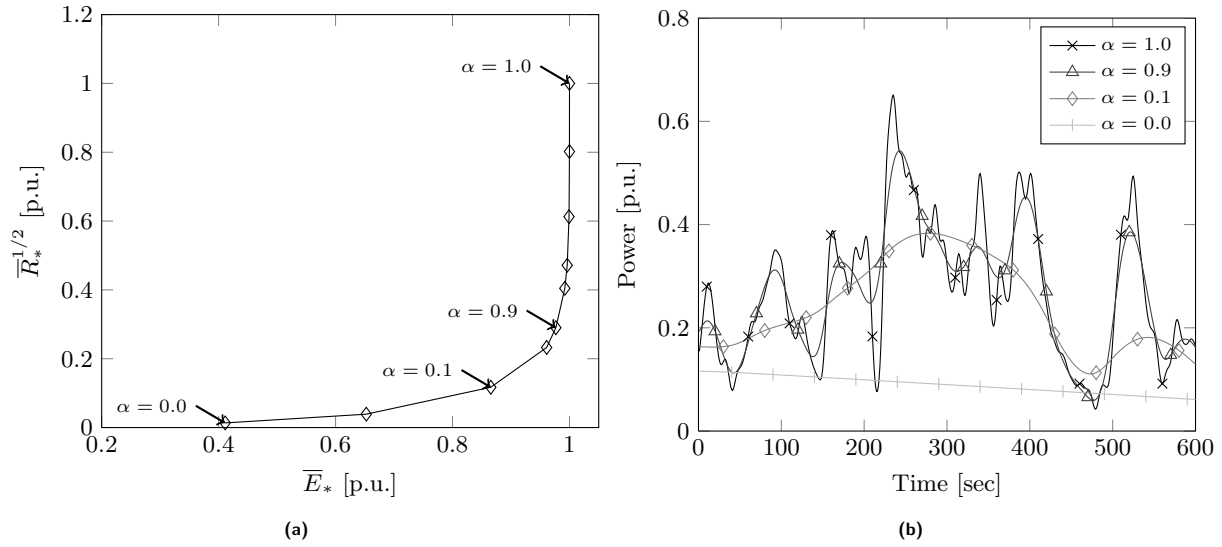 1.2
1
0.8
0.6
0.4
0.2
0
0.2 0.4 0.6 0.8 1
R̅*^{1/2} [p.u.]
E̅* [p.u.]
α = 1.0
α = 0.9
α = 0.1
α = 0.0
(a)
0.8
0.6
0.4
0.2
0
0 100 200 300 400 500 600
Power [p.u.]
Time [sec]
α = 1.0
α = 0.9
α = 0.1
α = 0.0
(b)